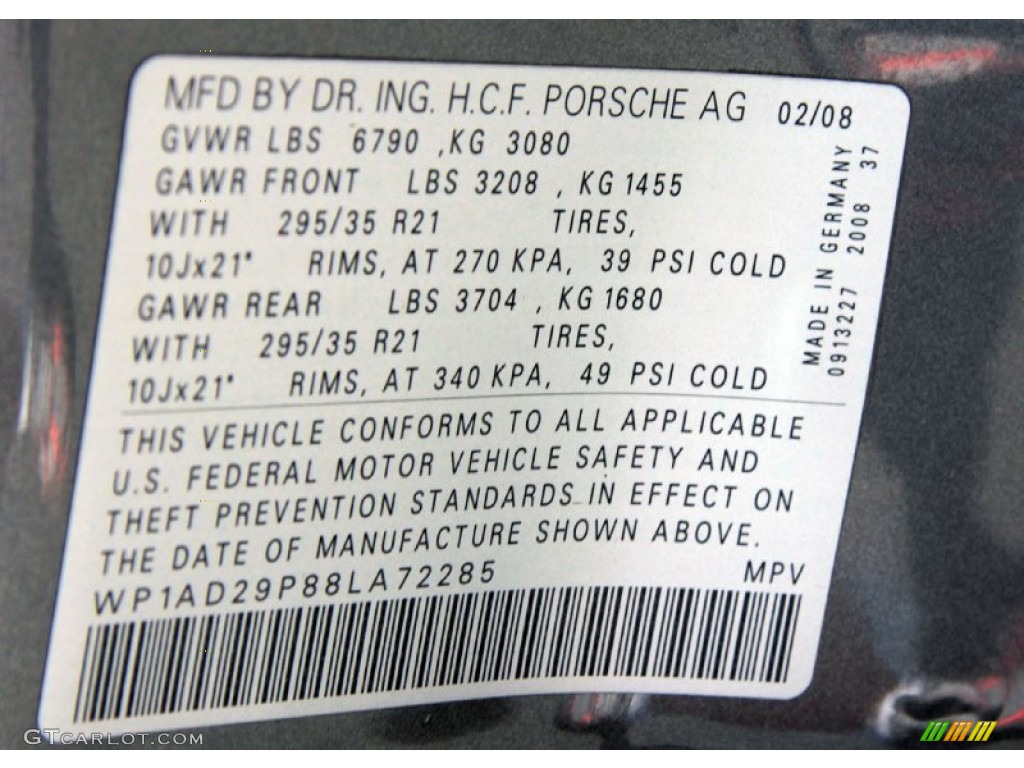 MFD BY DR. ING. H.C.F. PORSCHE AG 02/08
GVWR LBS 6790 ,KG 3080
GAWR FRONT LBS 3208 , KG 1455
WITH 295/35 R21 TIRES,
10Jx21" RIMS, AT 270 KPA, 39 PSI COLD
GAWR REAR LBS 3704 , KG 1680
WITH 295/35 R21 TIRES,
10Jx21" RIMS, AT 340 KPA, 49 PSI COLD
MADE IN GERMANY
0913227 2008 37
THIS VEHICLE CONFORMS TO ALL APPLICABLE
U.S. FEDERAL MOTOR VEHICLE SAFETY AND
THEFT PREVENTION STANDARDS IN EFFECT ON
THE DATE OF MANUFACTURE SHOWN ABOVE.
WP1AD29P88LA72285 MPV
GTCARLOT.COM